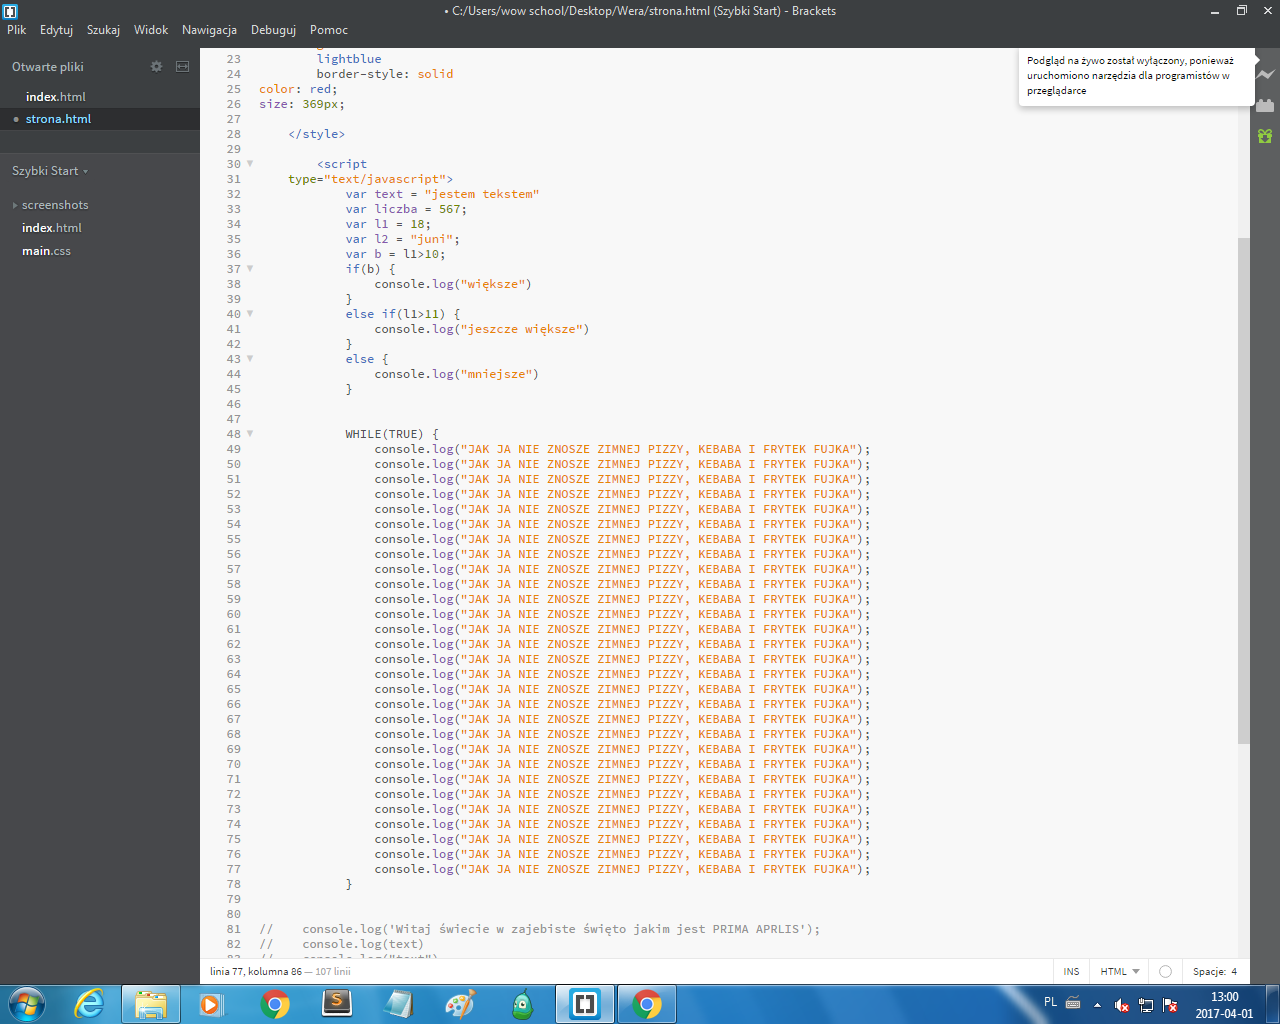 • C:/Users/wow school/Desktop/Wera/strona.html (Szybki Start) - Brackets
Plik Edytuj Szukaj Widok Nawigacja Debuguj Pomoc
Otwarte pliki
index.html
• strona.html
Szybki Start
screenshots
index.html
main.css
Podgląd na żywo został wyłączony, ponieważ
uruchomiono narzędzia dla programistów w
przeglądarce
23 lightblue
24 border-style: solid
25 color: red;
26 size: 369px;
27
28 </style>
29
30 <script
31 type="text/javascript">
32 var text = "jestem tekstem"
33 var liczba = 567;
34 var l1 = 18;
35 var l2 = "juni";
36 var b = l1>10;
37 if(b) {
38 console.log("większe")
39 }
40 else if(l1>11) {
41 console.log("jeszcze większe")
42 }
43 else {
44 console.log("mniejsze")
45 }
46
47
48 WHILE(TRUE) {
49 console.log("JAK JA NIE ZNOSZE ZIMNEJ PIZZY, KEBABA I FRYTEK FUJKA");
50 console.log("JAK JA NIE ZNOSZE ZIMNEJ PIZZY, KEBABA I FRYTEK FUJKA");
51 console.log("JAK JA NIE ZNOSZE ZIMNEJ PIZZY, KEBABA I FRYTEK FUJKA");
52 console.log("JAK JA NIE ZNOSZE ZIMNEJ PIZZY, KEBABA I FRYTEK FUJKA");
53 console.log("JAK JA NIE ZNOSZE ZIMNEJ PIZZY, KEBABA I FRYTEK FUJKA");
54 console.log("JAK JA NIE ZNOSZE ZIMNEJ PIZZY, KEBABA I FRYTEK FUJKA");
55 console.log("JAK JA NIE ZNOSZE ZIMNEJ PIZZY, KEBABA I FRYTEK FUJKA");
56 console.log("JAK JA NIE ZNOSZE ZIMNEJ PIZZY, KEBABA I FRYTEK FUJKA");
57 console.log("JAK JA NIE ZNOSZE ZIMNEJ PIZZY, KEBABA I FRYTEK FUJKA");
58 console.log("JAK JA NIE ZNOSZE ZIMNEJ PIZZY, KEBABA I FRYTEK FUJKA");
59 console.log("JAK JA NIE ZNOSZE ZIMNEJ PIZZY, KEBABA I FRYTEK FUJKA");
60 console.log("JAK JA NIE ZNOSZE ZIMNEJ PIZZY, KEBABA I FRYTEK FUJKA");
61 console.log("JAK JA NIE ZNOSZE ZIMNEJ PIZZY, KEBABA I FRYTEK FUJKA");
62 console.log("JAK JA NIE ZNOSZE ZIMNEJ PIZZY, KEBABA I FRYTEK FUJKA");
63 console.log("JAK JA NIE ZNOSZE ZIMNEJ PIZZY, KEBABA I FRYTEK FUJKA");
64 console.log("JAK JA NIE ZNOSZE ZIMNEJ PIZZY, KEBABA I FRYTEK FUJKA");
65 console.log("JAK JA NIE ZNOSZE ZIMNEJ PIZZY, KEBABA I FRYTEK FUJKA");
66 console.log("JAK JA NIE ZNOSZE ZIMNEJ PIZZY, KEBABA I FRYTEK FUJKA");
67 console.log("JAK JA NIE ZNOSZE ZIMNEJ PIZZY, KEBABA I FRYTEK FUJKA");
68 console.log("JAK JA NIE ZNOSZE ZIMNEJ PIZZY, KEBABA I FRYTEK FUJKA");
69 console.log("JAK JA NIE ZNOSZE ZIMNEJ PIZZY, KEBABA I FRYTEK FUJKA");
70 console.log("JAK JA NIE ZNOSZE ZIMNEJ PIZZY, KEBABA I FRYTEK FUJKA");
71 console.log("JAK JA NIE ZNOSZE ZIMNEJ PIZZY, KEBABA I FRYTEK FUJKA");
72 console.log("JAK JA NIE ZNOSZE ZIMNEJ PIZZY, KEBABA I FRYTEK FUJKA");
73 console.log("JAK JA NIE ZNOSZE ZIMNEJ PIZZY, KEBABA I FRYTEK FUJKA");
74 console.log("JAK JA NIE ZNOSZE ZIMNEJ PIZZY, KEBABA I FRYTEK FUJKA");
75 console.log("JAK JA NIE ZNOSZE ZIMNEJ PIZZY, KEBABA I FRYTEK FUJKA");
76 console.log("JAK JA NIE ZNOSZE ZIMNEJ PIZZY, KEBABA I FRYTEK FUJKA");
77 console.log("JAK JA NIE ZNOSZE ZIMNEJ PIZZY, KEBABA I FRYTEK FUJKA");
78 }
79
80
81 // console.log('Witaj świecie w zajebiste święto jakim jest PRIMA APRLIS');
82 // console.log(text)
83 // console.log("text")
linia 77, kolumna 86 — 107 linii INS HTML Spacje: 4
PL 13:00
2017-04-01